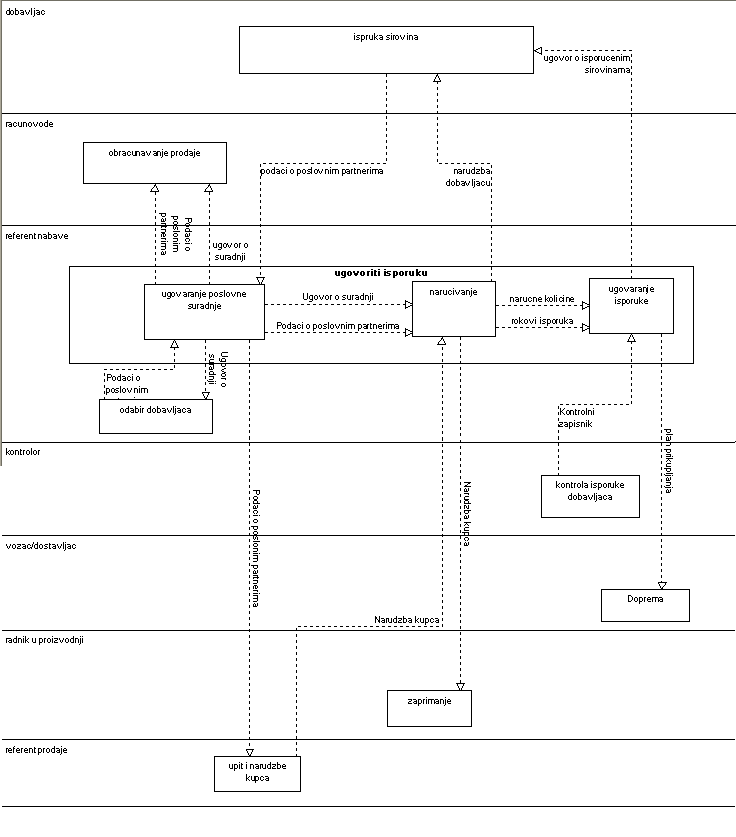 dobavljac
ispruka sirovina
ugovor o isporucenim
sirovinama
racunovode
obracunavanje prodaje
podaci o poslovnim partnerima
narudzba
dobavljacu
Podaci o
poslonim
partnerima
ugovor o
suradnji
referent nabave
ugovoriti isporuku
ugovaranje poslovne
suradnje
Ugovor o suradnji
Podaci o poslovnim partnerima
narucivanje
narucne kolicine
rokovi isporuka
ugovaranje
isporuke
Podaci o
poslovnim
Ugovor o
suradnji
odabir dobavljaca
Kontrolni
zapisnik
plan prikupljanja
kontrolor
kontrola isporuke
dobavljaca
Podaci o poslonim partnerima
Narudzba kupca
vozac/dostavljac
Doprema
Narudzba kupca
radnik u proizvodnji
zaprimanje
referent prodaje
upit i narudzbe
kupca